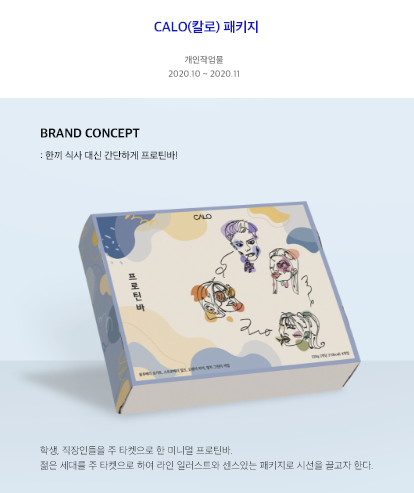 CALO(칼로) 패키지
개인작업물
2020.10 ~ 2020.11
BRAND CONCEPT
: 한끼 식사 대신 간단하게 프로틴바!
CALO
프로틴바
학생, 직장인들을 주 타겟으로 한 미니멀 프로틴바.
젊은 세대를 주 타겟으로 하여 라인 일러스트와 센스있는 패키지로 시선을 끌고자 한다.